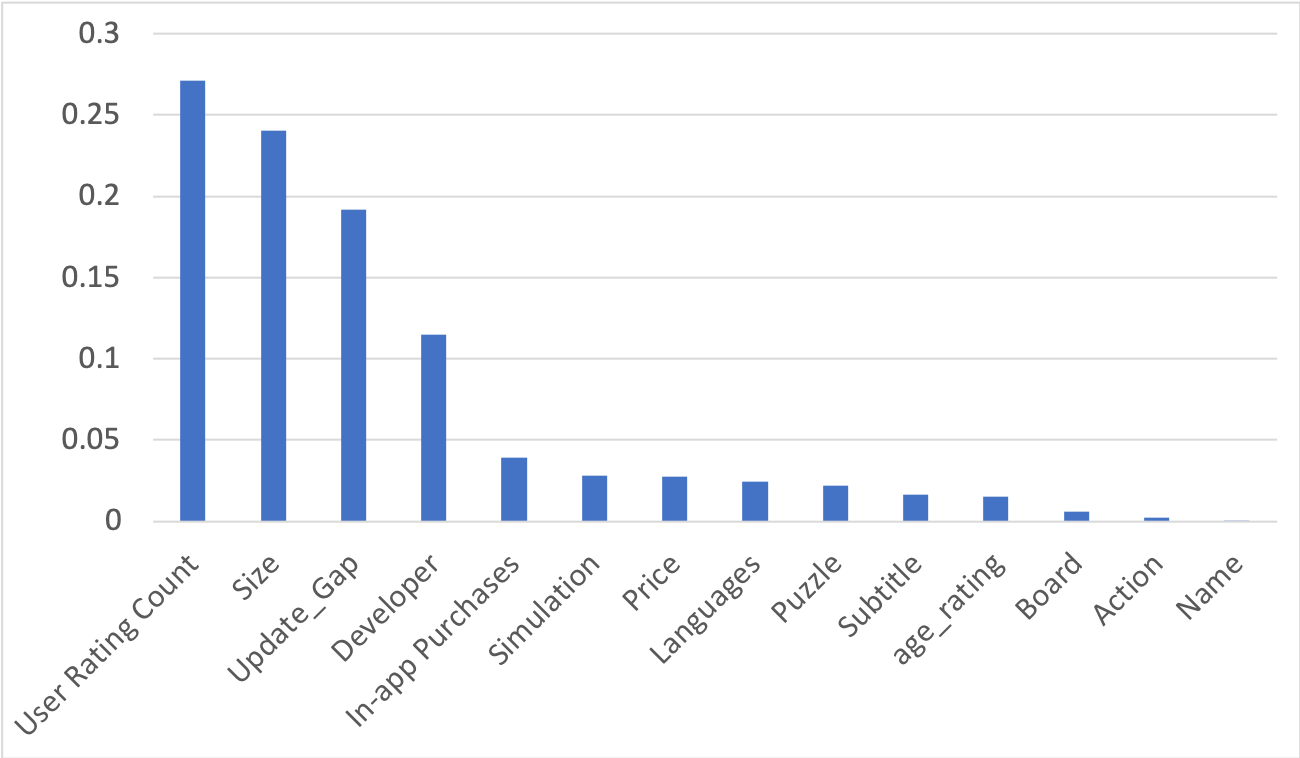 0.3
0.25
0.2
0.15
0.1
0.05
0
User Rating Count
Size
Update_Gap
Developer
In-app Purchases
Simulation
Price
Languages
Puzzle
Subtitle
age_rating
Board
Action
Name